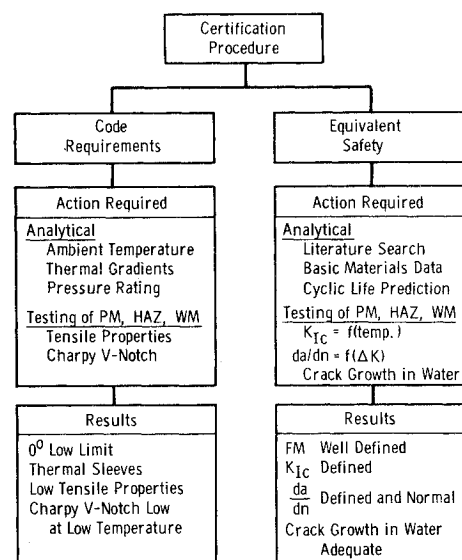 Certification
Procedure
Code
Requirements
Equivalent
Safety
Action Required
Analytical
Ambient Temperature
Thermal Gradients
Pressure Rating
Testing of PM, HAZ, WM
Tensile Properties
Charpy V-Notch
Action Required
Analytical
Literature Search
Basic Materials Data
Cyclic Life Prediction
Testing of PM, HAZ, WM
K_Ic = f(temp.)
da/dn = f(ΔK)
Crack Growth in Water
Results
0⁰ Low Limit
Thermal Sleeves
Low Tensile Properties
Charpy V-Notch Low
at Low Temperature
Results
FM Well Defined
K_Ic Defined
da/dn Defined and Normal
Crack Growth in Water
Adequate